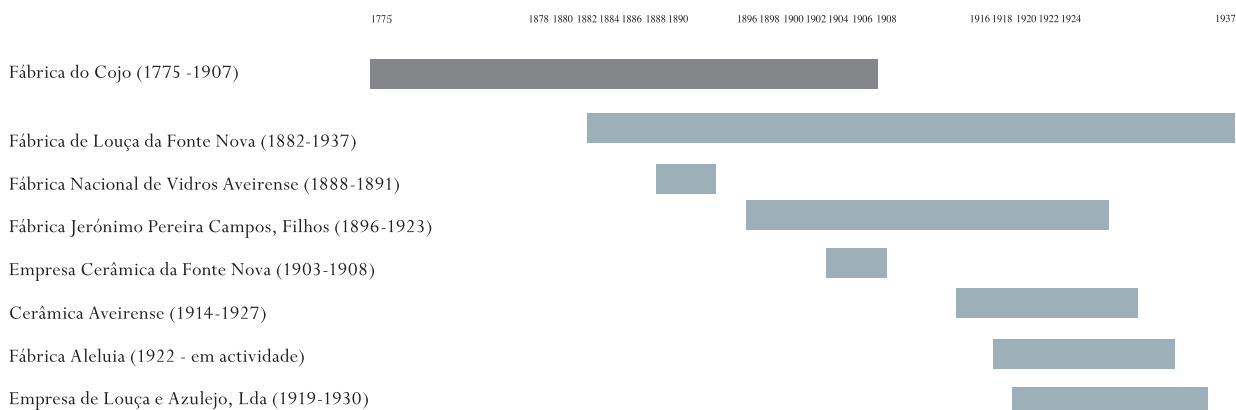 1775 1878 1880 1882 1884 1886 1888 1890 1896 1898 1900 1902 1904 1906 1908 1916 1918 1920 1922 1924 1937
Fábrica do Cojo (1775 -1907)
Fábrica de Louça da Fonte Nova (1882-1937)
Fábrica Nacional de Vidros Aveirense (1888-1891)
Fábrica Jerónimo Pereira Campos, Filhos (1896-1923)
Empresa Cerâmica da Fonte Nova (1903-1908)
Cerâmica Aveirense (1914-1927)
Fábrica Aleluia (1922 - em actividade)
Empresa de Louça e Azulejo, Lda (1919-1930)